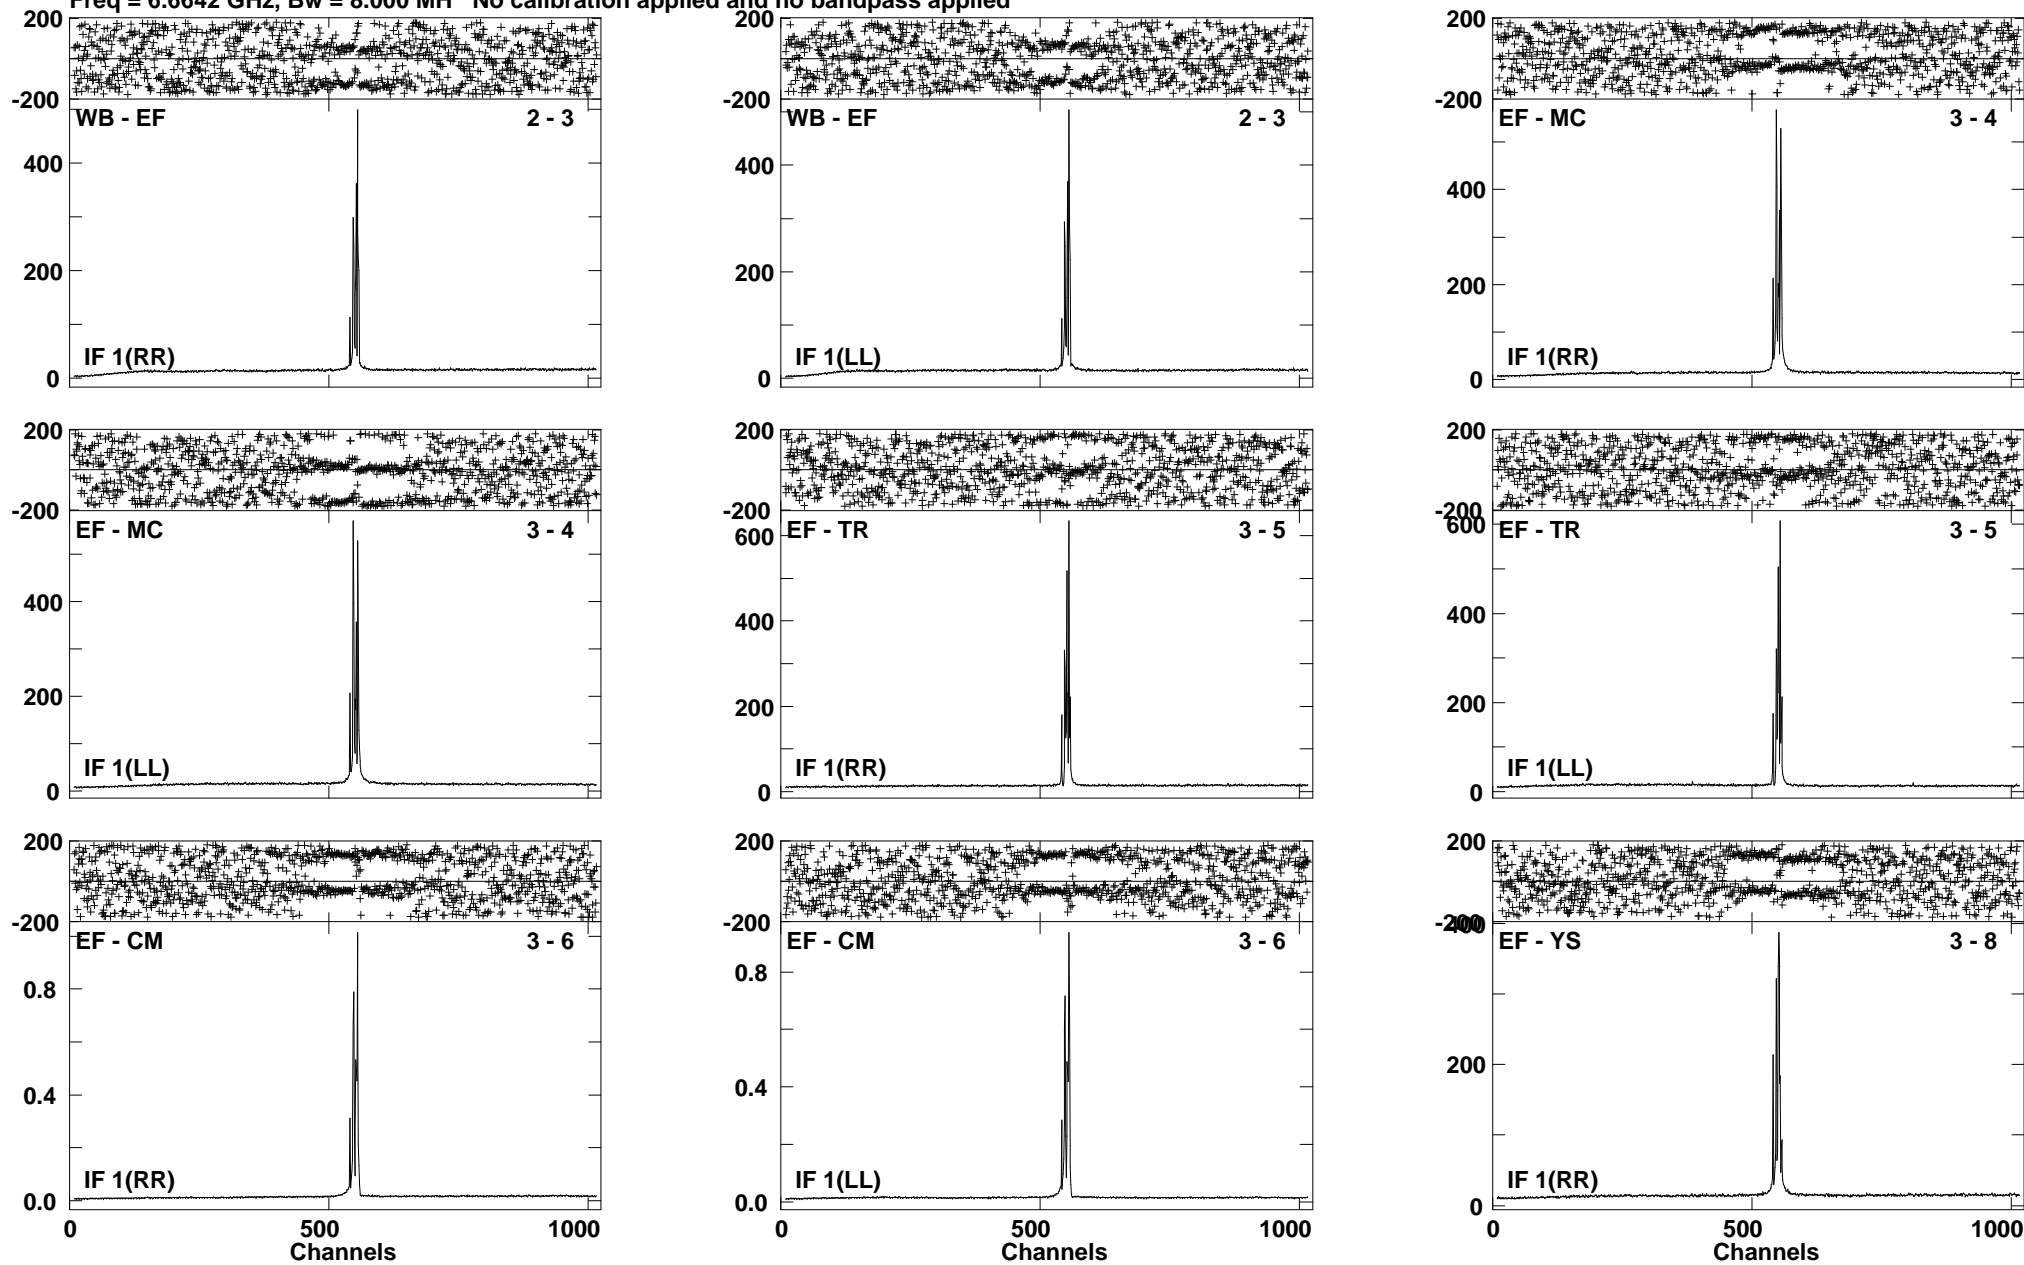 Freq = 6.6642 GHz, Bw = 8.000 MH No calibration applied and no bandpass applied
200
-200
WB - EF 2 - 3
400
200
0
IF 1(RR)
200
-200
WB - EF 2 - 3
400
200
0
IF 1(LL)
200
-200
EF - MC 3 - 4
400
200
0
IF 1(RR)
200
-200
EF - MC 3 - 4
400
200
0
IF 1(LL)
200
-200
EF - TR 3 - 5
600
400
200
0
IF 1(RR)
200
-200
600
EF - TR 3 - 5
400
200
0
IF 1(LL)
200
-200
EF - CM 3 - 6
0.8
0.4
0.0
IF 1(RR)
0 500 1000
Channels
200
-200
EF - CM 3 - 6
0.8
0.4
0.0
IF 1(LL)
0 500 1000
Channels
200
-200
400
EF - YS 3 - 8
200
0
IF 1(RR)
0 500 1000
Channels